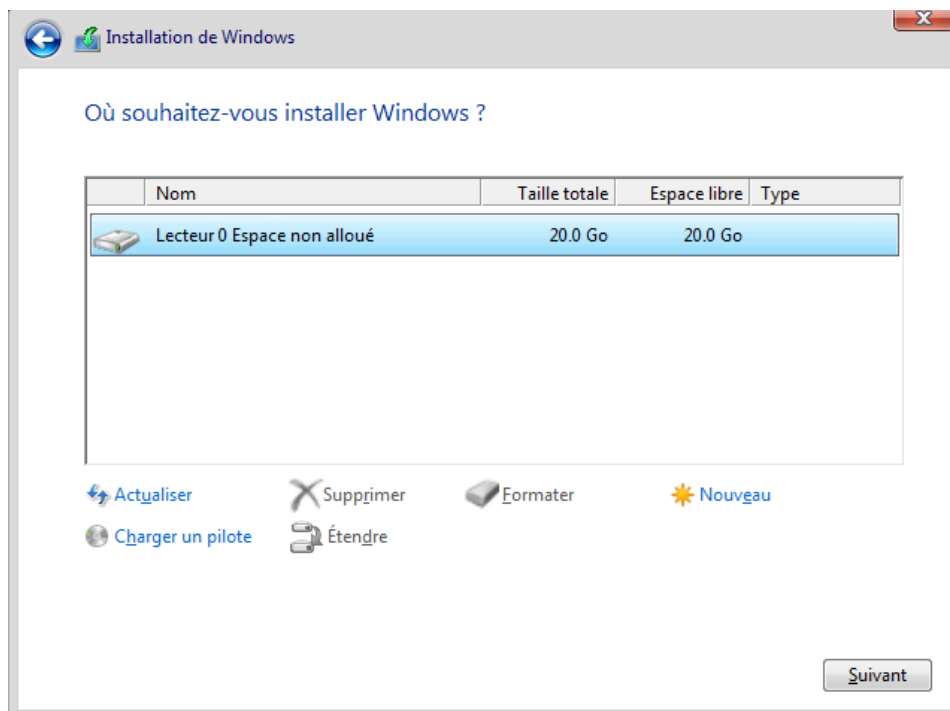 Installation de Windows
Où souhaitez-vous installer Windows ?
Nom Taille totale Espace libre Type
Lecteur 0 Espace non alloué 20.0 Go 20.0 Go
Actualiser Supprimer Formater Nouveau
Charger un pilote Étendre
Suivant